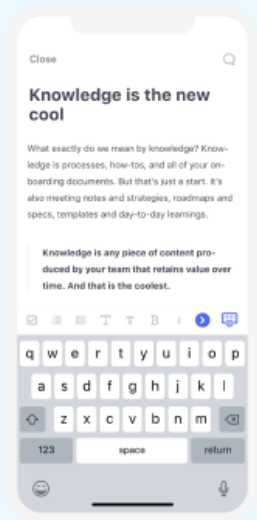 Close
Knowledge is the new
cool
What exactly do we mean by knowledge? Know-
ledge is processes, how-tos, and all of your on-
boarding documents. But that's just a start. It's
also meeting notes and strategies, roadmaps and
specs, templates and day-to-day learnings.
Knowledge is any piece of content pro-
duced by your team that retains value over
time. And that is the coolest.
T T B i
q w e r t y u i o p
a s d f g h j k l
z x c v b n m
123 space return